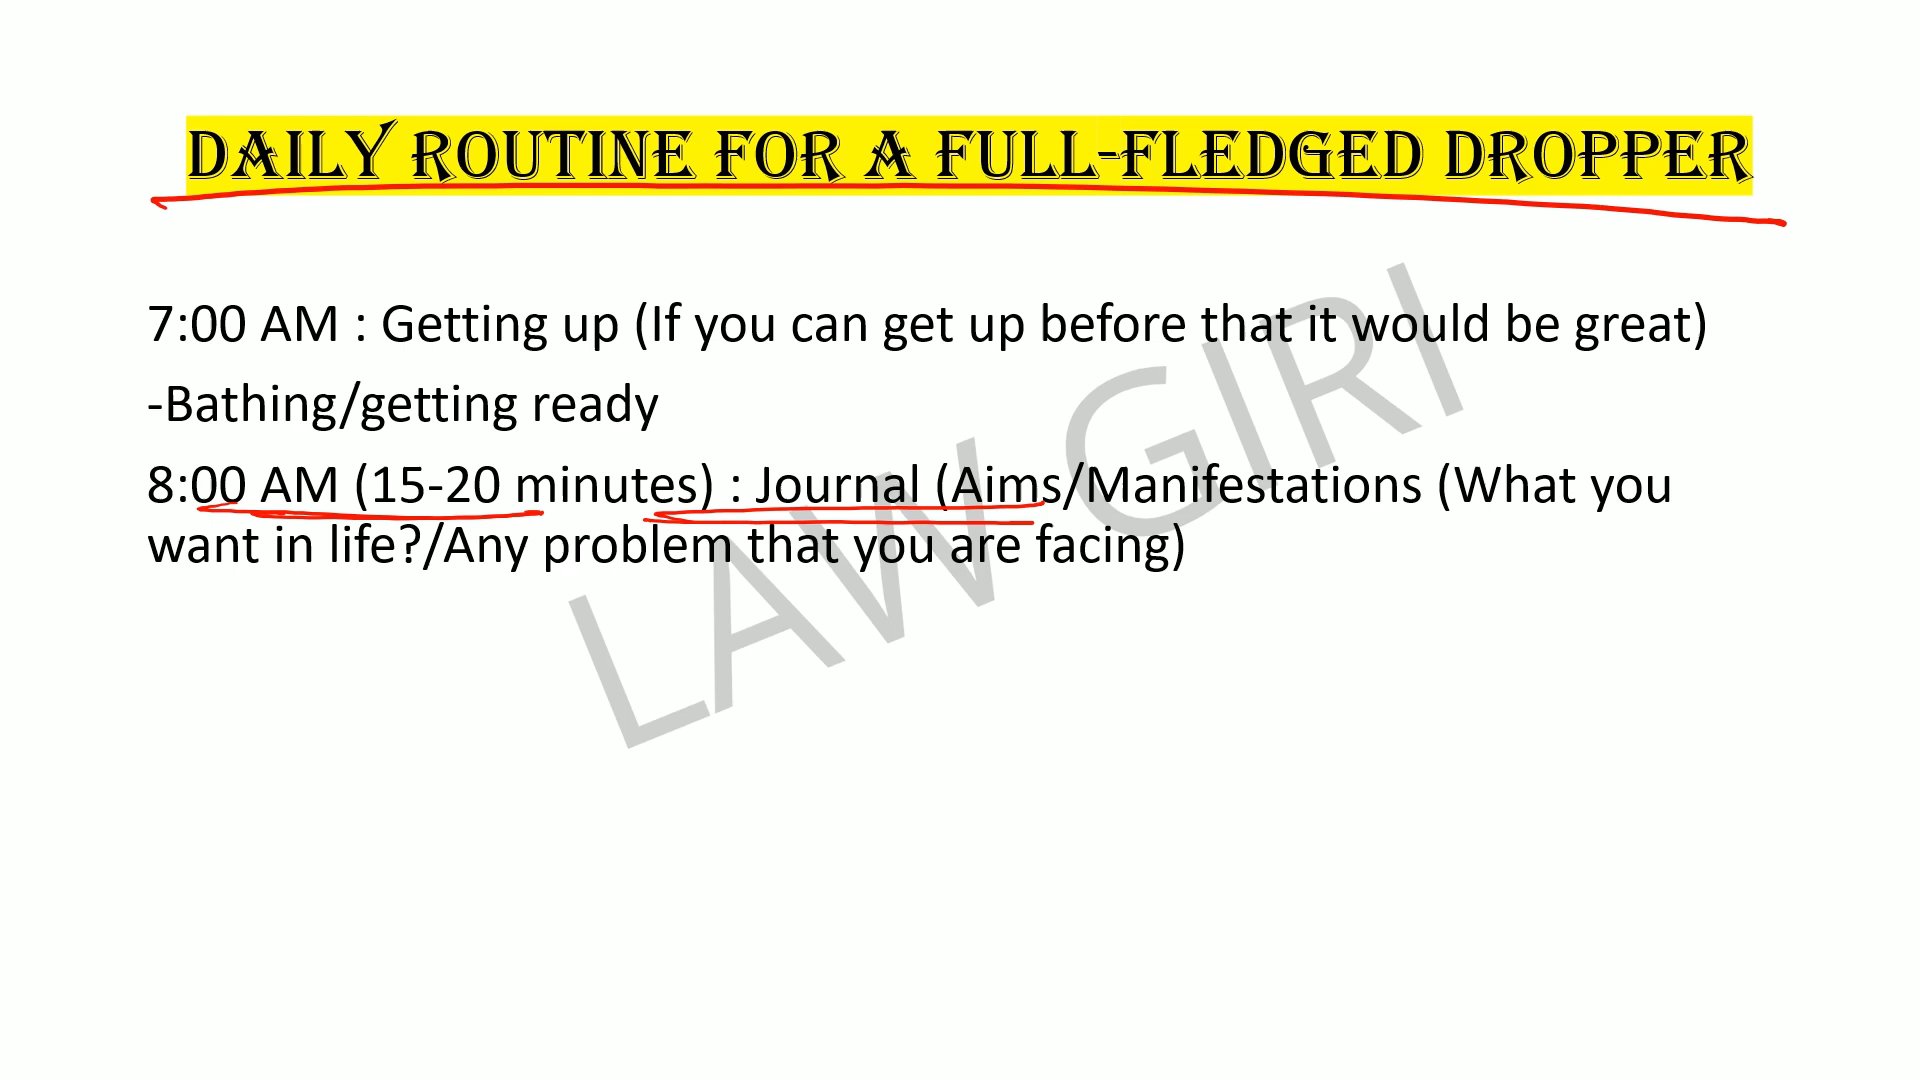 DAILY ROUTINE FOR A FULL-FLEDGED DROPPER
7:00 AM : Getting up (If you can get up before that it would be great)
-Bathing/getting ready
8:00 AM (15-20 minutes) : Journal (Aims/Manifestations (What you
want in life?/Any problem that you are facing)
LAW GIRI